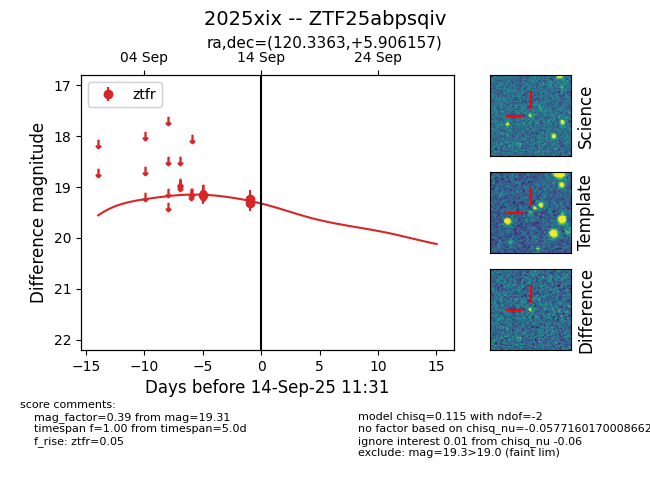 2025xix -- ZTF25abpsqiv
ra,dec=(120.3363,+5.906157)
04 Sep
14 Sep
24 Sep
17
18
19
20
21
22
Difference magnitude
ztfr
−15
−10
−5
0
5
10
15
Days before 14-Sep-25 11:31
Science
Template
Difference
score comments:
mag_factor=0.39 from mag=19.31
timespan f=1.00 from timespan=5.0d
f_rise: ztfr=0.05
model chisq=0.115 with ndof=-2
no factor based on chisq_nu=-0.0577160170008662
ignore interest 0.01 from chisq_nu -0.06
exclude: mag=19.3>19.0 (faint lim)